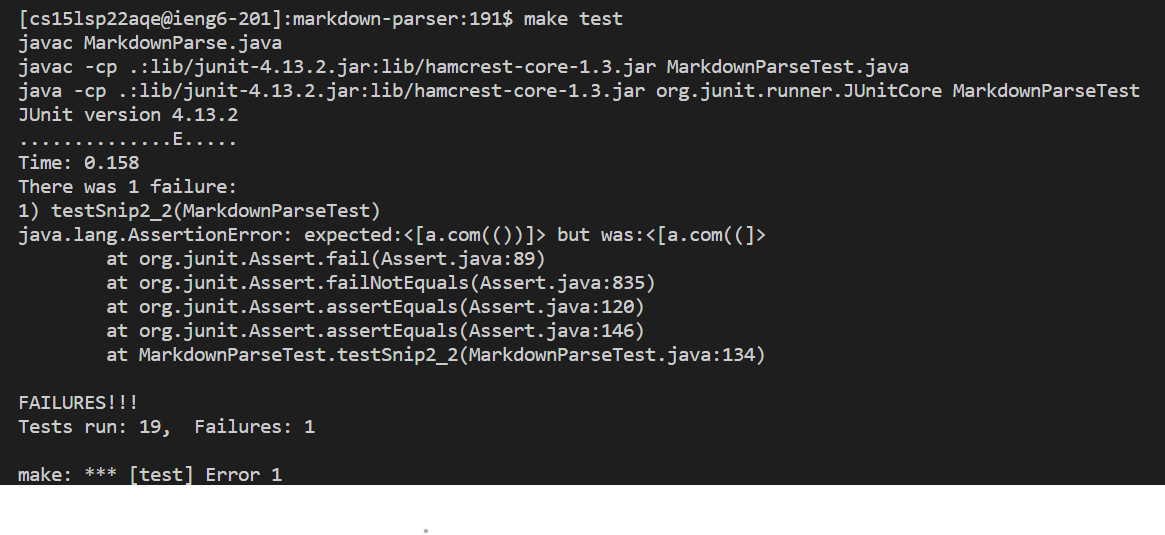 [cs15lsp22aqe@ieng6-201]:markdown-parser:191$ make test
javac MarkdownParse.java
javac -cp .:lib/junit-4.13.2.jar:lib/hamcrest-core-1.3.jar MarkdownParseTest.java
java -cp .:lib/junit-4.13.2.jar:lib/hamcrest-core-1.3.jar org.junit.runner.JUnitCore MarkdownParseTest
JUnit version 4.13.2
..............E.....
Time: 0.158
There was 1 failure:
1) testSnip2_2(MarkdownParseTest)
java.lang.AssertionError: expected:<[a.com(())]> but was:<[a.com((]>
        at org.junit.Assert.fail(Assert.java:89)
        at org.junit.Assert.failNotEquals(Assert.java:835)
        at org.junit.Assert.assertEquals(Assert.java:120)
        at org.junit.Assert.assertEquals(Assert.java:146)
        at MarkdownParseTest.testSnip2_2(MarkdownParseTest.java:134)
FAILURES!!!
Tests run: 19,  Failures: 1
make: *** [test] Error 1